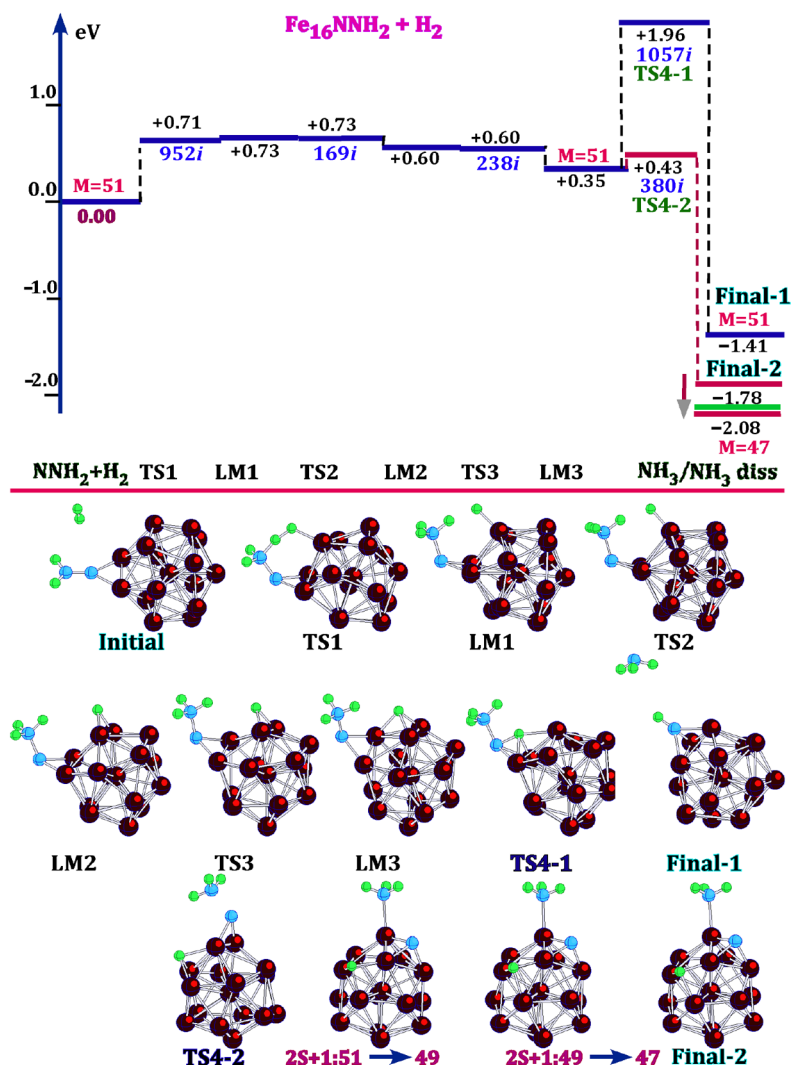 eV
Fe16NNH2 + H2
+1.96
1057i
TS4-1
1.0
+0.71
+0.73
+0.60
952i
+0.73
169i
+0.60
238i
M=51
+0.35
+0.43
380i
TS4-2
0.0
M=51
0.00
−1.0
Final-1
M=51
−1.41
Final-2
−2.0
−1.78
−2.08
M=47
NNH2+H2 TS1 LM1 TS2 LM2 TS3 LM3 NH3/NH3 diss
Initial TS1 LM1 TS2
LM2 TS3 LM3 TS4-1 Final-1
TS4-2 2S+1:51 → 49 2S+1:49 → 47 Final-2